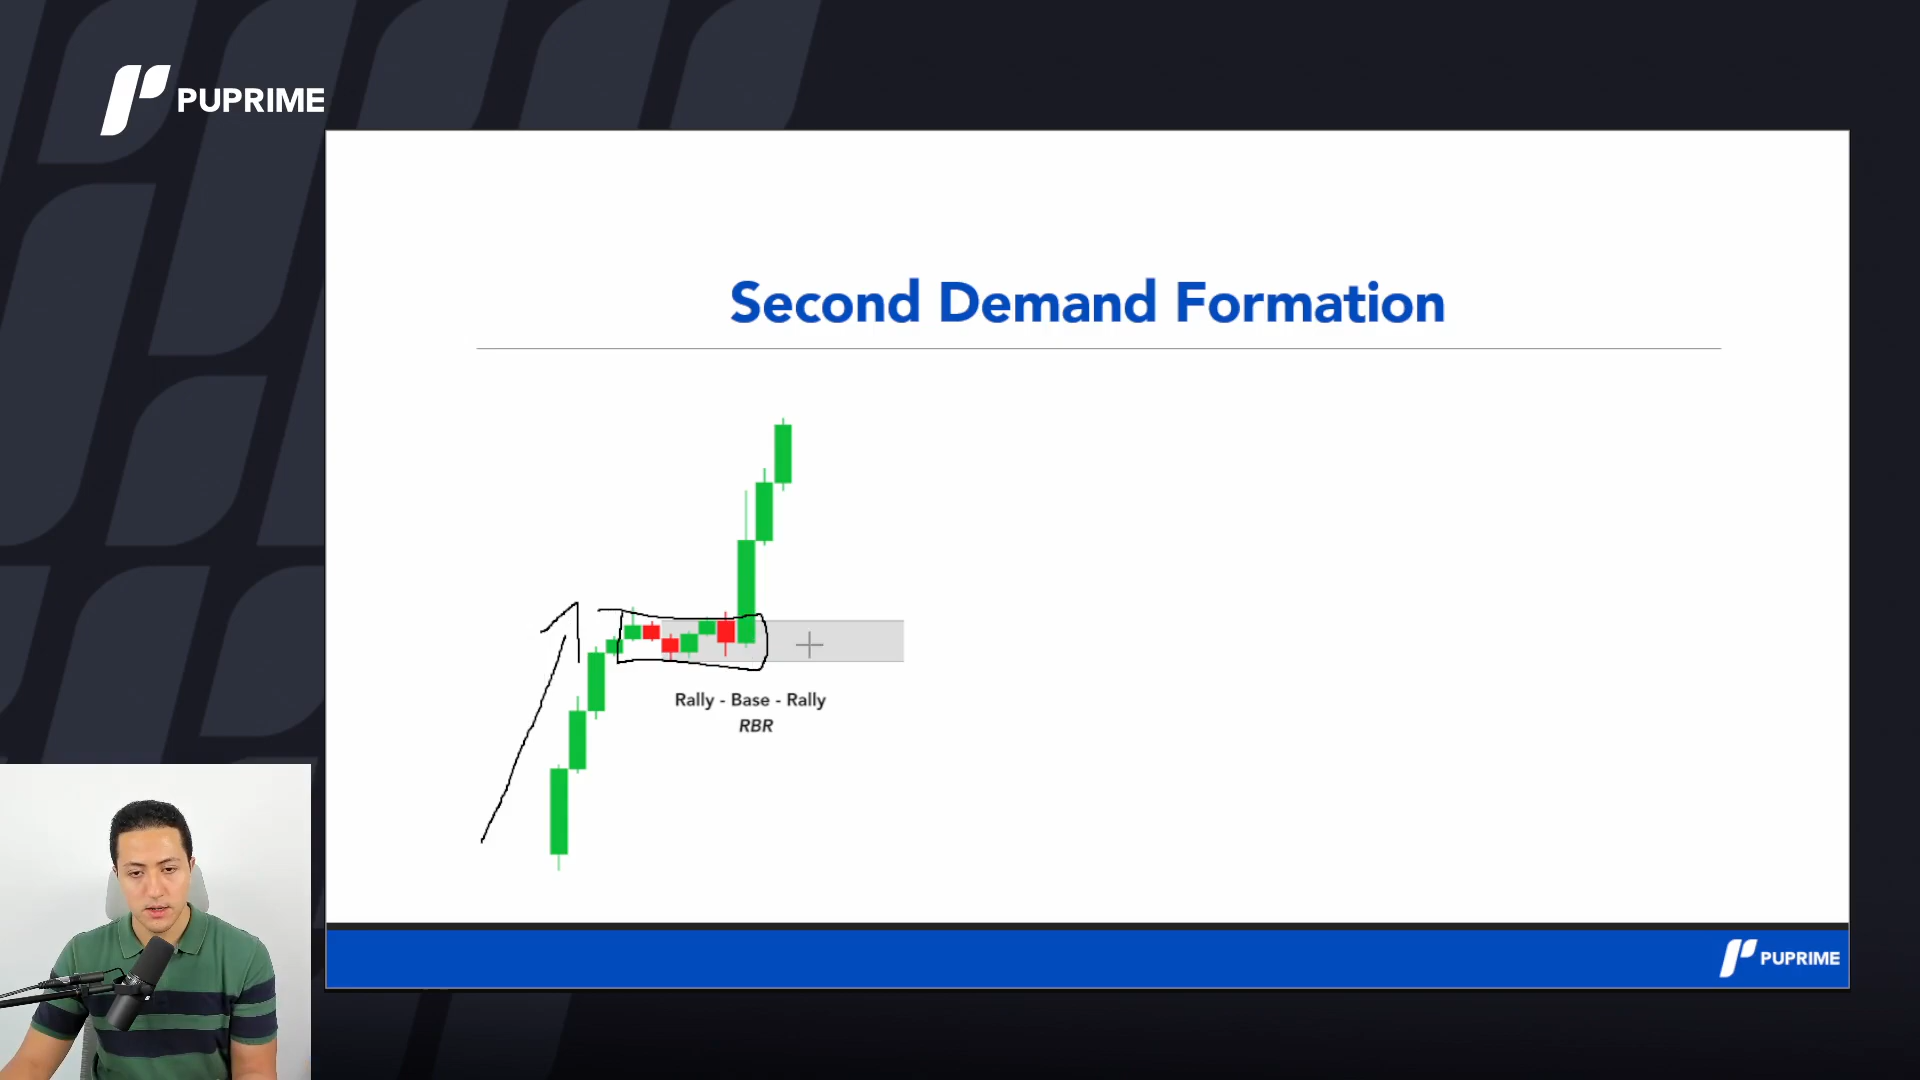 PUPRIME
Second Demand Formation
Rally - Base - Rally
RBR
PUPRIME